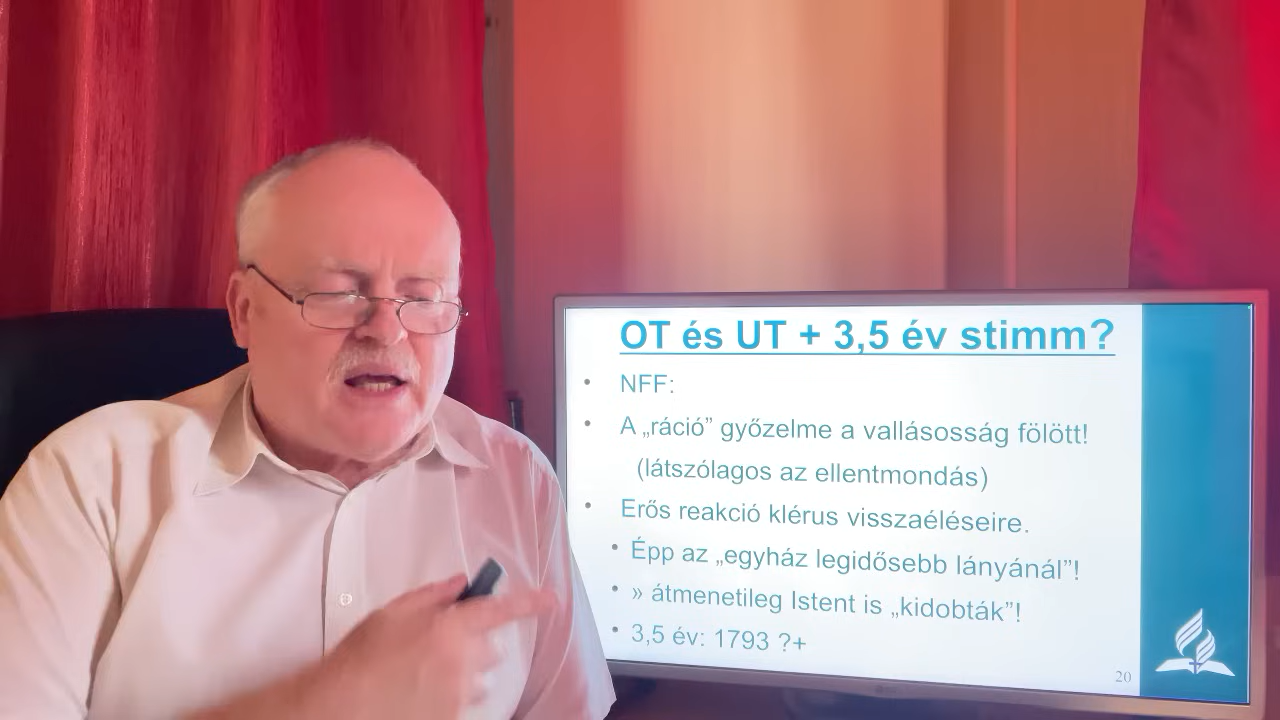 OT és UT + 3,5 év stimm?
• NFF:
• A „ráció” győzelme a vallásosság fölött!
(látszólagos az ellentmondás)
• Erős reakció klérus visszaéléseire.
• Épp az „egyház legidősebb lányánál”!
• » átmenetileg Istent is „kidobták”!
• 3,5 év: 1793 ?+
20